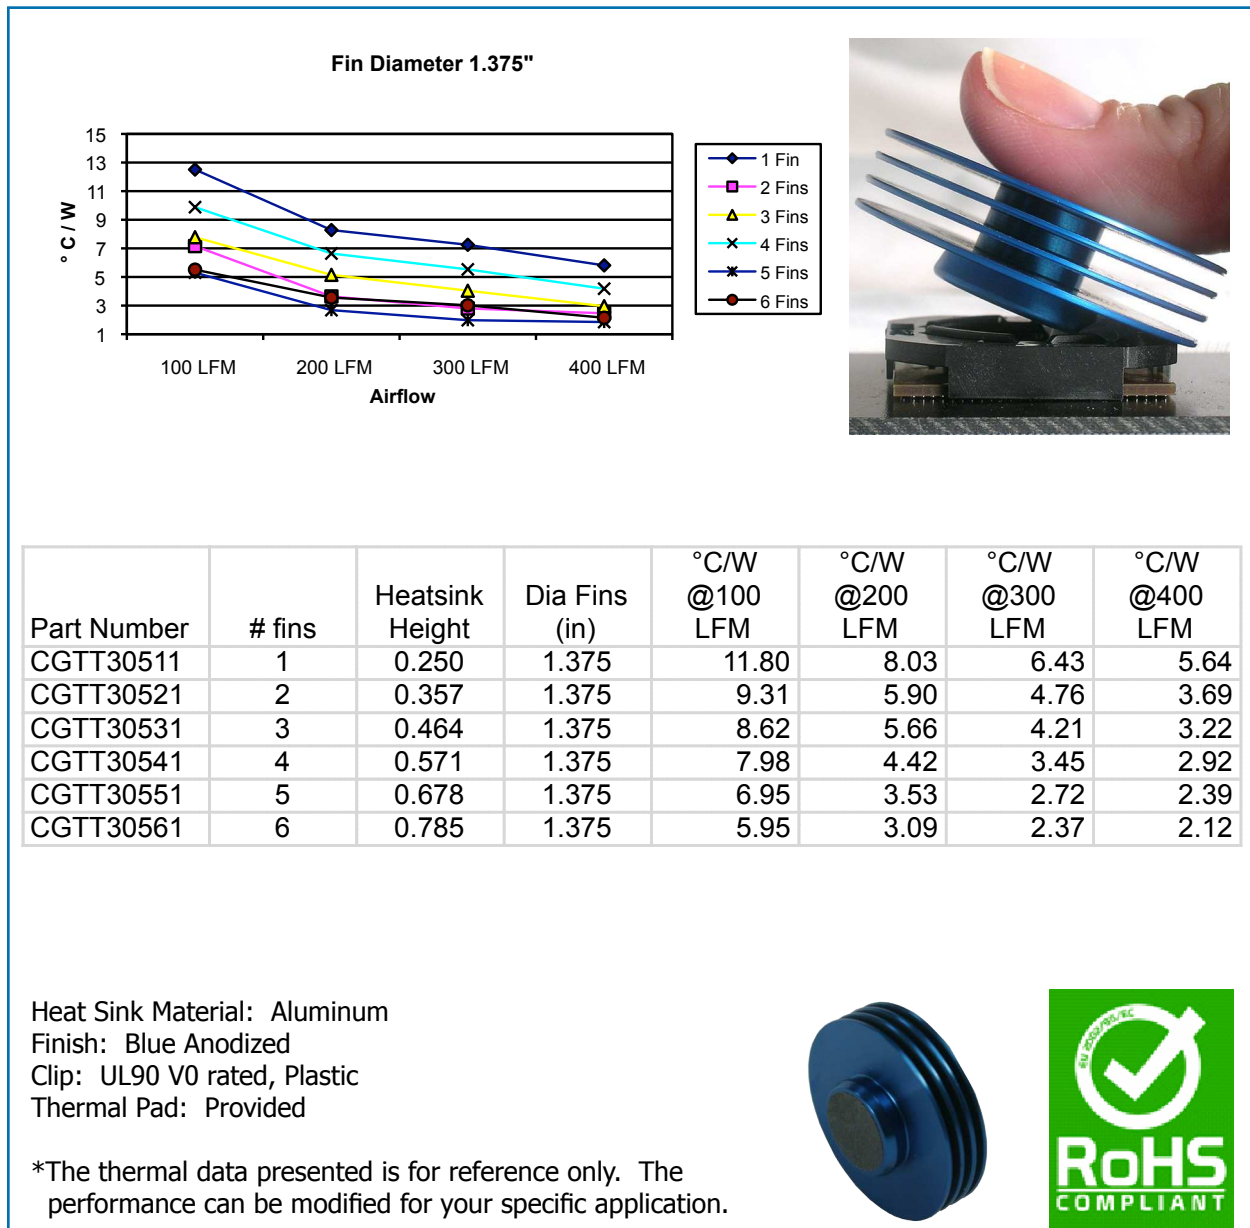 Fin Diameter 1.375"
15
13
11
9
7
5
3
1
° C / W
100 LFM 200 LFM 300 LFM 400 LFM
Airflow
1 Fin
2 Fins
3 Fins
4 Fins
5 Fins
6 Fins
Part Number # fins Heatsink Height Dia Fins (in) °C/W @100 LFM °C/W @200 LFM °C/W @300 LFM °C/W @400 LFM
CGTT30511 1 0.250 1.375 11.80 8.03 6.43 5.64
CGTT30521 2 0.357 1.375 9.31 5.90 4.76 3.69
CGTT30531 3 0.464 1.375 8.62 5.66 4.21 3.22
CGTT30541 4 0.571 1.375 7.98 4.42 3.45 2.92
CGTT30551 5 0.678 1.375 6.95 3.53 2.72 2.39
CGTT30561 6 0.785 1.375 5.95 3.09 2.37 2.12
Heat Sink Material: Aluminum
Finish: Blue Anodized
Clip: UL90 V0 rated, Plastic
Thermal Pad: Provided
*The thermal data presented is for reference only. The
performance can be modified for your specific application.
EU 2002/95/EC
RoHS
COMPLIANT